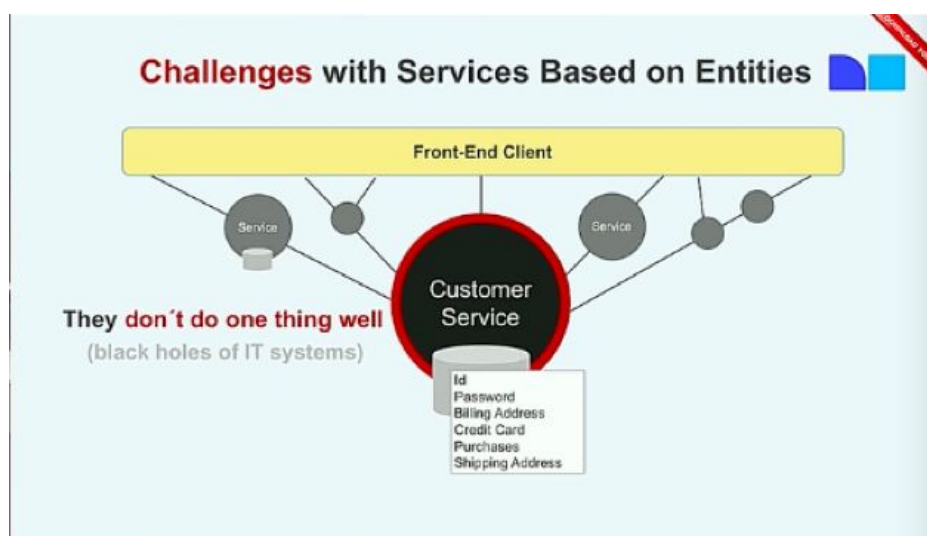 Challenges with Services Based on Entities
Front-End Client
Service
Service
Customer
Service
They don´t do one thing well
(black holes of IT systems)
Id
Password
Billing Address
Credit Card
Purchases
Shipping Address